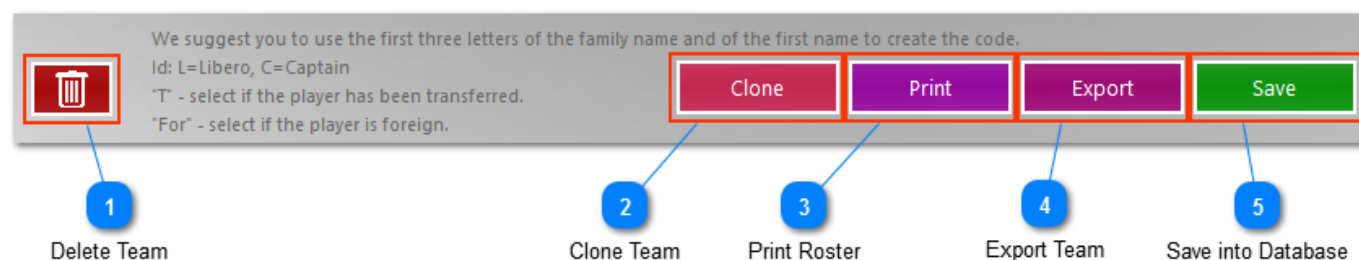 We suggest you to use the first three letters of the family name and of the first name to create the code.
Id: L=Libero, C=Captain
"T" - select if the player has been transferred.
"For" - select if the player is foreign.
Clone
Print
Export
Save
1
2
3
4
5
Delete Team
Clone Team
Print Roster
Export Team
Save into Database